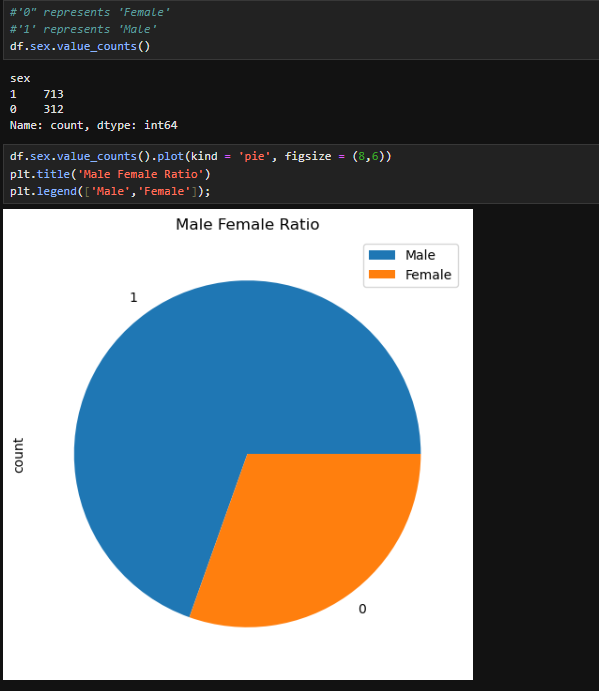 #'0" represents 'Female'
#'1' represents 'Male'
df.sex.value_counts()
sex
1    713
0    312
Name: count, dtype: int64
df.sex.value_counts().plot(kind = 'pie', figsize = (8,6))
plt.title('Male Female Ratio')
plt.legend(['Male','Female']);
Male Female Ratio
Male
Female
1
count
0